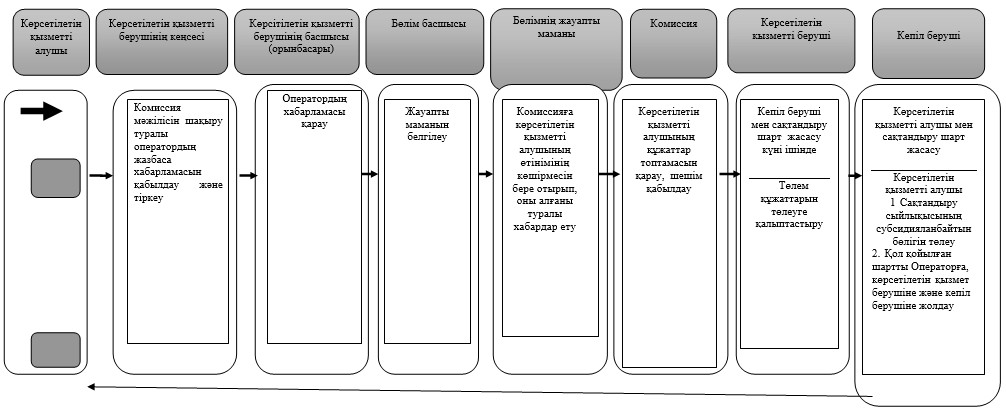 Көрсетілетін
қызметті
алушы
Көрсетілетін қызметті
берушінің кеңсесі
Көрсітілетін қызметті
берушінің басшысы
(орынбасары)
Бөлім басшысы
Бөлімнің жауапты
маманы
Комиссия
Көрсетілетін
қызметті беруші
Кепіл беруші
Комиссия
мәжілісін шақыру
туралы
оператордың
жазбаса
хабарламасын
қабылдау және
тіркеу
Оператордың
хабарламасы
қарау
Жауапты
маманын
белгілеу
Комиссияға
көрсетілетін
қызметті
алушының
өтінімінің
көшірмесін
бере отырып,
оны алғаны
туралы
хабардар ету
Көрсетілетін
қызметті
алушының
құжаттар
топтамасын
қарау, шешім
қабылдау
Кепіл беруші
мен сақтандыру
шарт жасасу
күні ішінде
Төлем
құжаттарын
төлеуге
қалыптастыру
Көрсетілетін
қызметті алушы мен
сақтандыру шарт
жасасу
Көрсетілетін
қызметті алушы
1 Сақтандыру
сыйлықысының
субсидияланбайтын
бөлігін төлеу
2. Қол қойылған
шартты Операторға,
көрсетілетін қызмет
берушіне және кепіл
берушіне жолдау